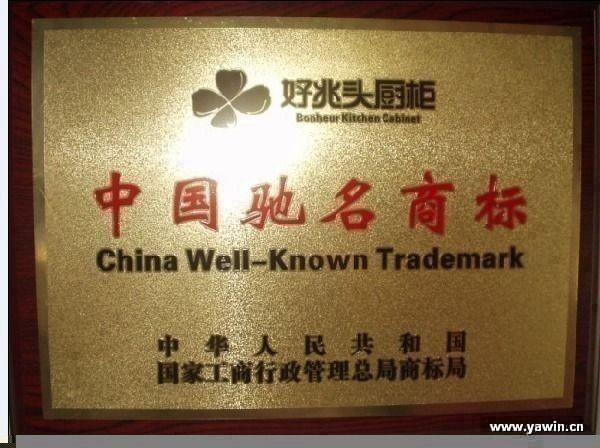 好兆头厨柜
Bonheur Kitchen Cabinet
中国驰名商标
China Well-Known Trademark
中华人民共和国
国家工商行政管理总局商标局
www.yawin.cn